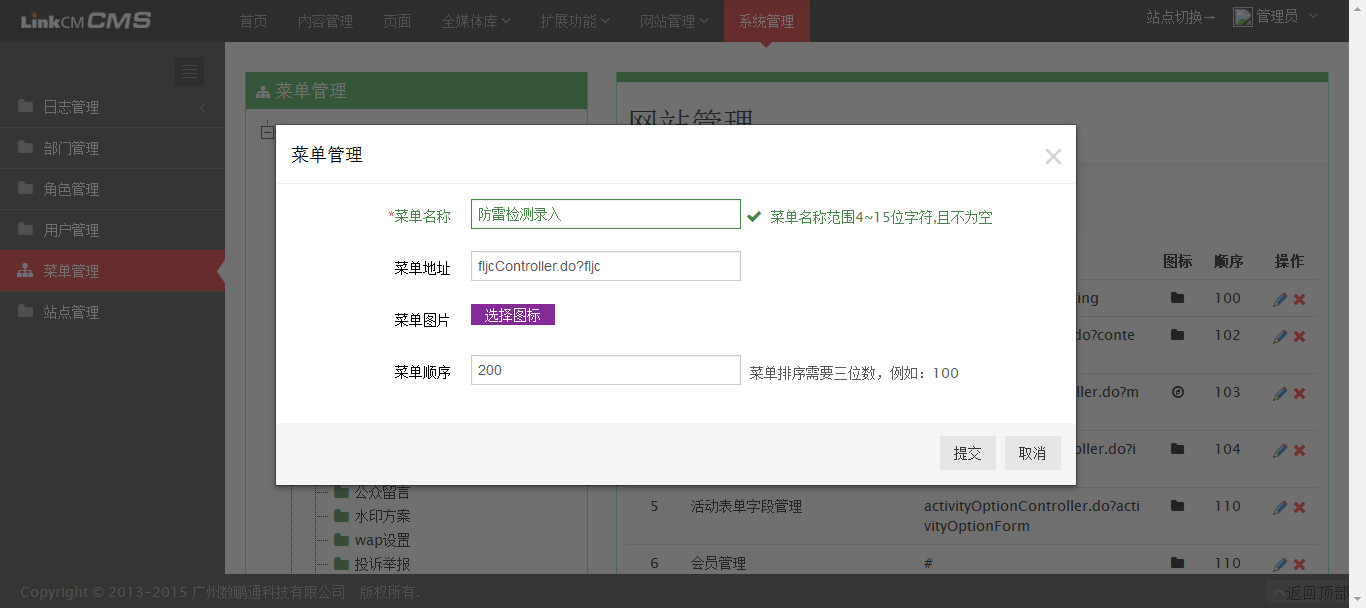 LinkCM CMS
首页 内容管理 页面 全媒体库 扩展功能 网站管理 系统管理 站点切换→ 管理员
日志管理
部门管理
角色管理
用户管理
菜单管理
站点管理
菜单管理
网站管理
菜单管理
*菜单名称 防雷检测录入 菜单名称范围4~15位字符,且不为空
菜单地址 fljcController.do?fljc
菜单图片 选择图标
菜单顺序 200 菜单排序需要三位数，例如：100
提交 取消
图标 顺序 操作
ting 100
do?conte 102
ller.do?m 103
oller.do?i 104
5 活动表单字段管理 activityOptionController.do?acti
vityOptionForm 110
6 会员管理 # 110
公众留言
水印方案
wap设置
投诉举报
Copyright © 2013-2015 广州数鹏通科技有限公司 版权所有.
返回顶部